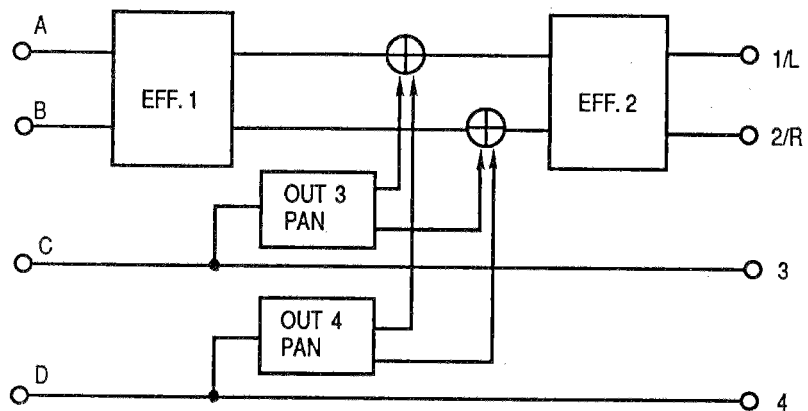 A
1/L
EFF. 1
EFF. 2
B
2/R
OUT 3
PAN
C
3
OUT 4
PAN
D
4